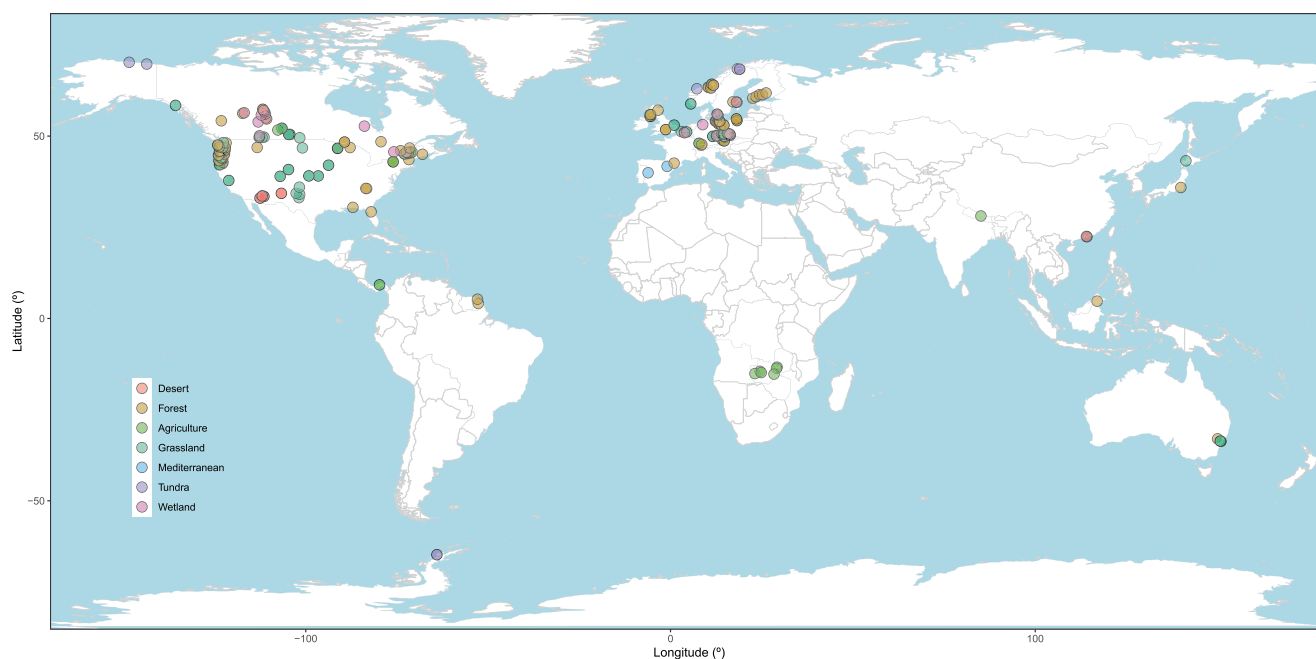 50
0
−50
Latitude (º)
Desert
Forest
Agriculture
Grassland
Mediterranean
Tundra
Wetland
−100
0
100
Longitude (º)